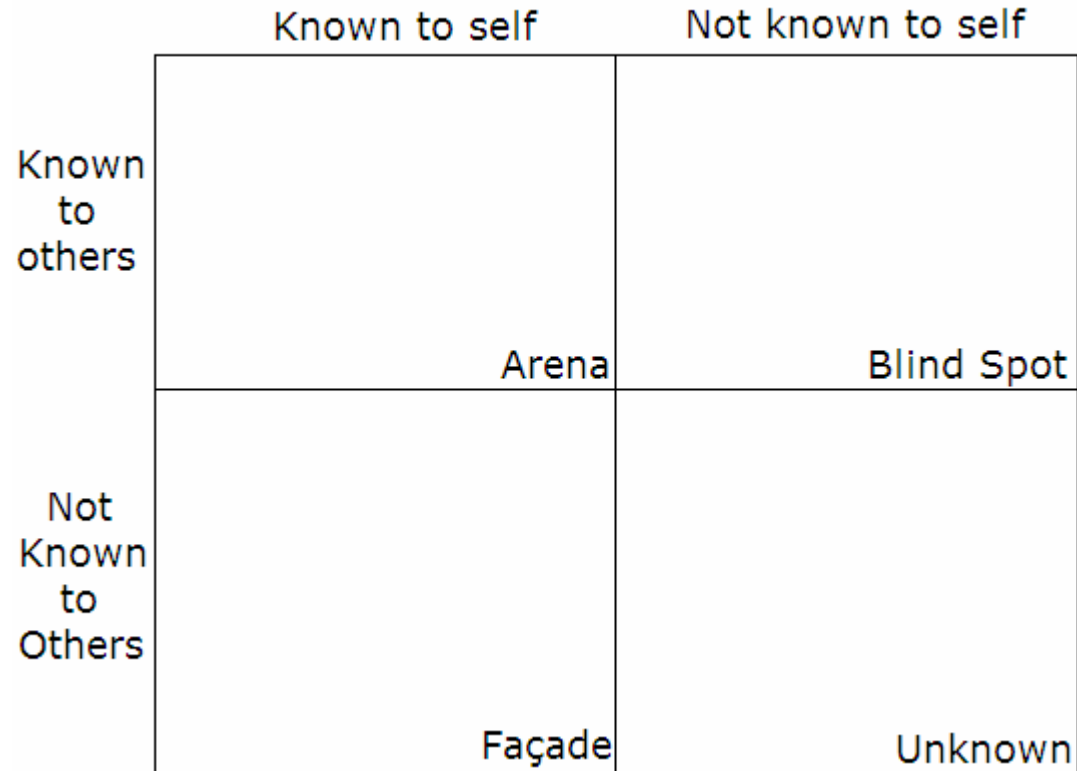 Known to self
Not known to self
Known
to
others
Arena
Blind Spot
Not
Known
to
Others
Façade
Unknown